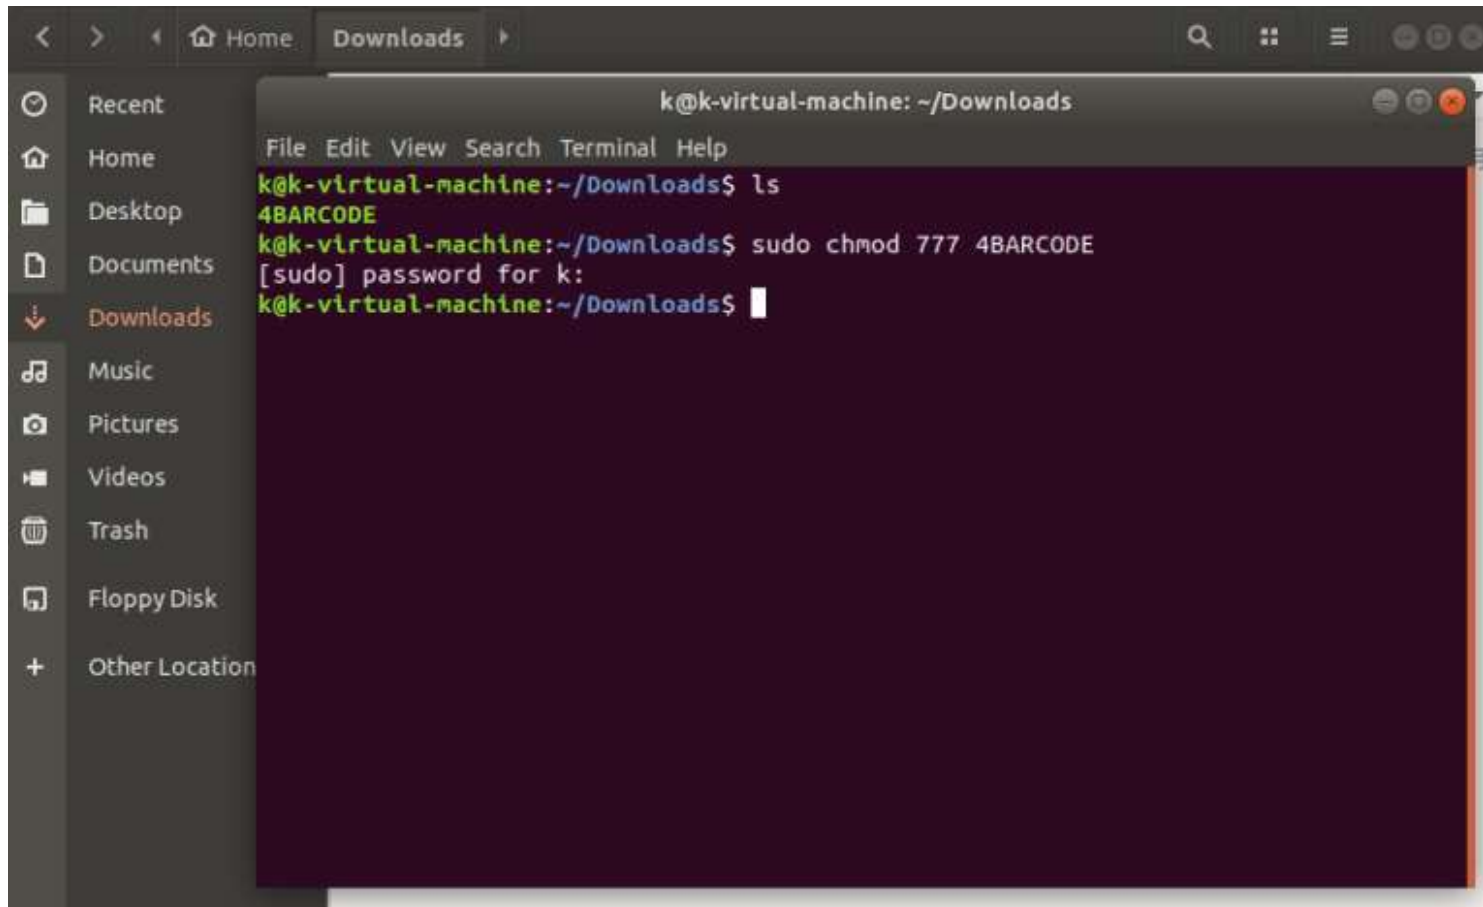 Home Downloads
Recent
Home
Desktop
Documents
Downloads
Music
Pictures
Videos
Trash
Floppy Disk
Other Location
k@k-virtual-machine: ~/Downloads
File Edit View Search Terminal Help
k@k-virtual-machine:~/Downloads$ ls
4BARCODE
k@k-virtual-machine:~/Downloads$ sudo chmod 777 4BARCODE
[sudo] password for k:
k@k-virtual-machine:~/Downloads$